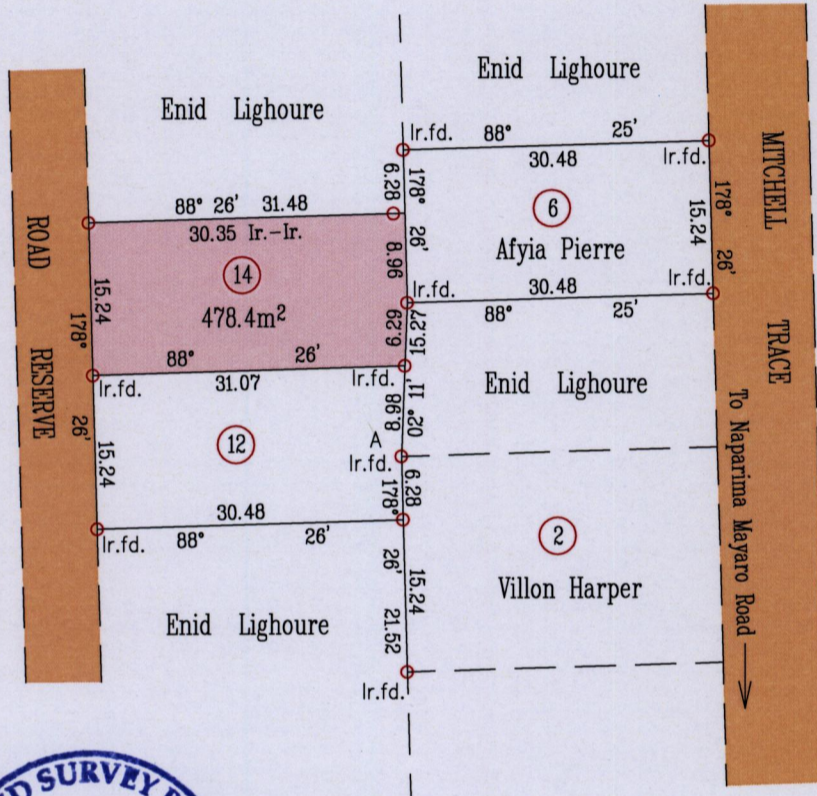 Enid Lighoure
Enid Lighoure
Ir.fd.
88° 25'
30.48
Ir.fd.
MITCHELL TRACE
178° 26'
15.24
6
Afyia Pierre
30.48
88° 25'
Ir.fd.
Ir.fd.
6.28
178° 26'
8.96
88° 26' 31.48
30.35 Ir.-Ir.
14
478.4m²
ROAD RESERVE
15.24
178° 26'
15.24
88° 26'
31.07
Ir.fd.
Ir.fd.
6.29
15.27
02° 11'
8.98
A
Ir.fd.
Enid Lighoure
To Naparima Mayaro Road
12
30.48
88° 26'
Ir.fd.
6.28
178° 26'
15.24
21.52
2
Villon Harper
Enid Lighoure
Ir.fd.
ND SURVEY